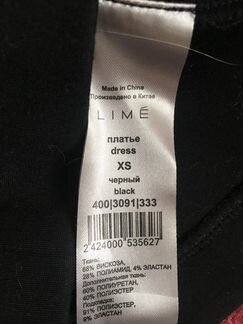 Made in China
Произведено в Китае
LIMÉ
платье
dress
XS
черный
black
400|3091|333
2 424000 535627
Ткань:
68% ВИСКОЗА,
28% ПОЛИАМИД, 4% ЭЛАСТАН
Дополнительная ткань:
60% ПОЛИУРЕТАН,
40% ПОЛИЭСТЕР
Подкладка:
91% ПОЛИЭСТЕР,
9% ЭЛАСТАН